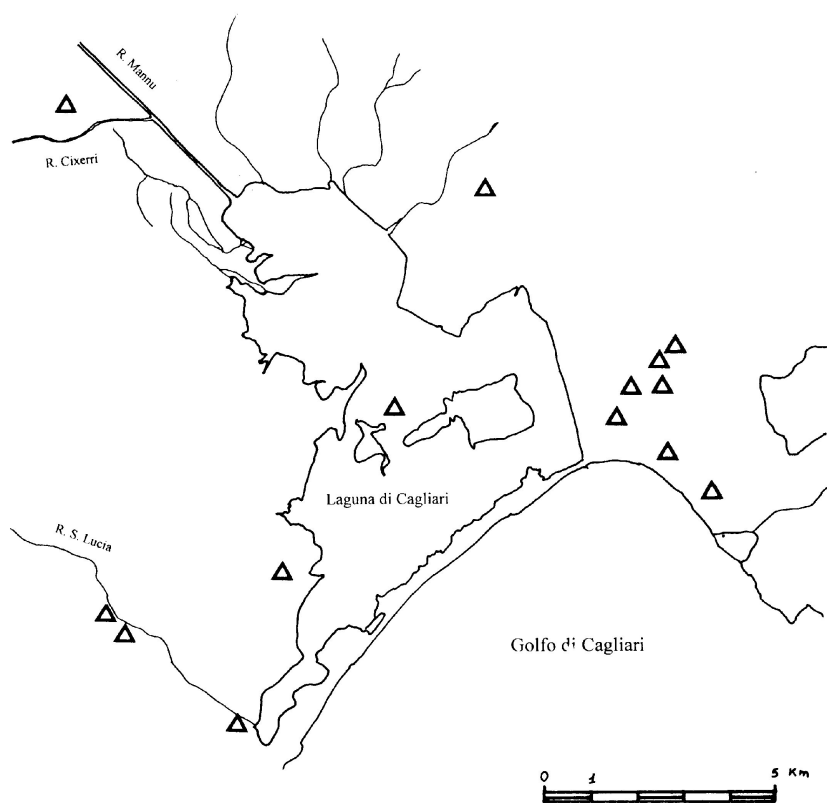 R. Mannu
R. Cixerri
Laguna di Cagliari
R. S. Lucia
Golfo di Cagliari
0 1 5 Km